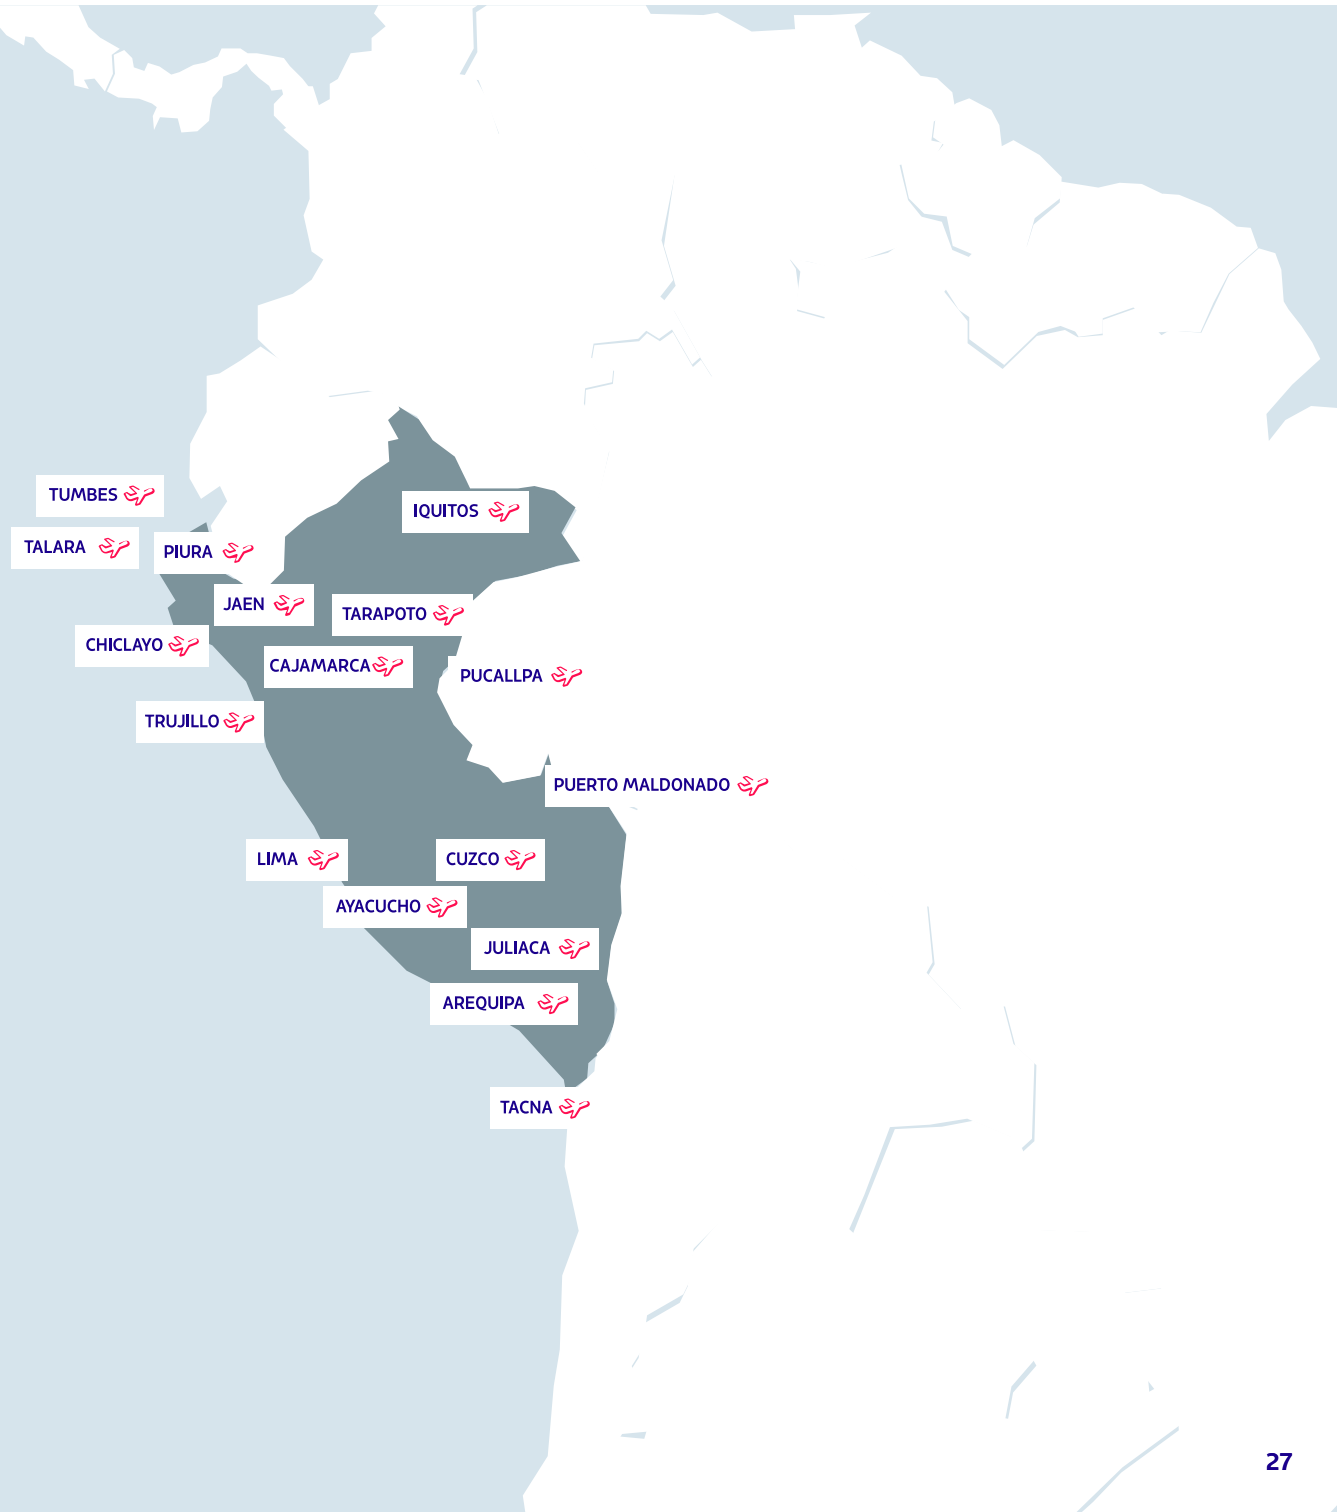 TUMBES
IQUITOS
TALARA
PIURA
JAEN
TARAPOTO
CHICLAYO
CAJAMARCA
PUCALLPA
TRUJILLO
PUERTO MALDONADO
LIMA
CUZCO
AYACUCHO
JULIACA
AREQUIPA
TACNA
27